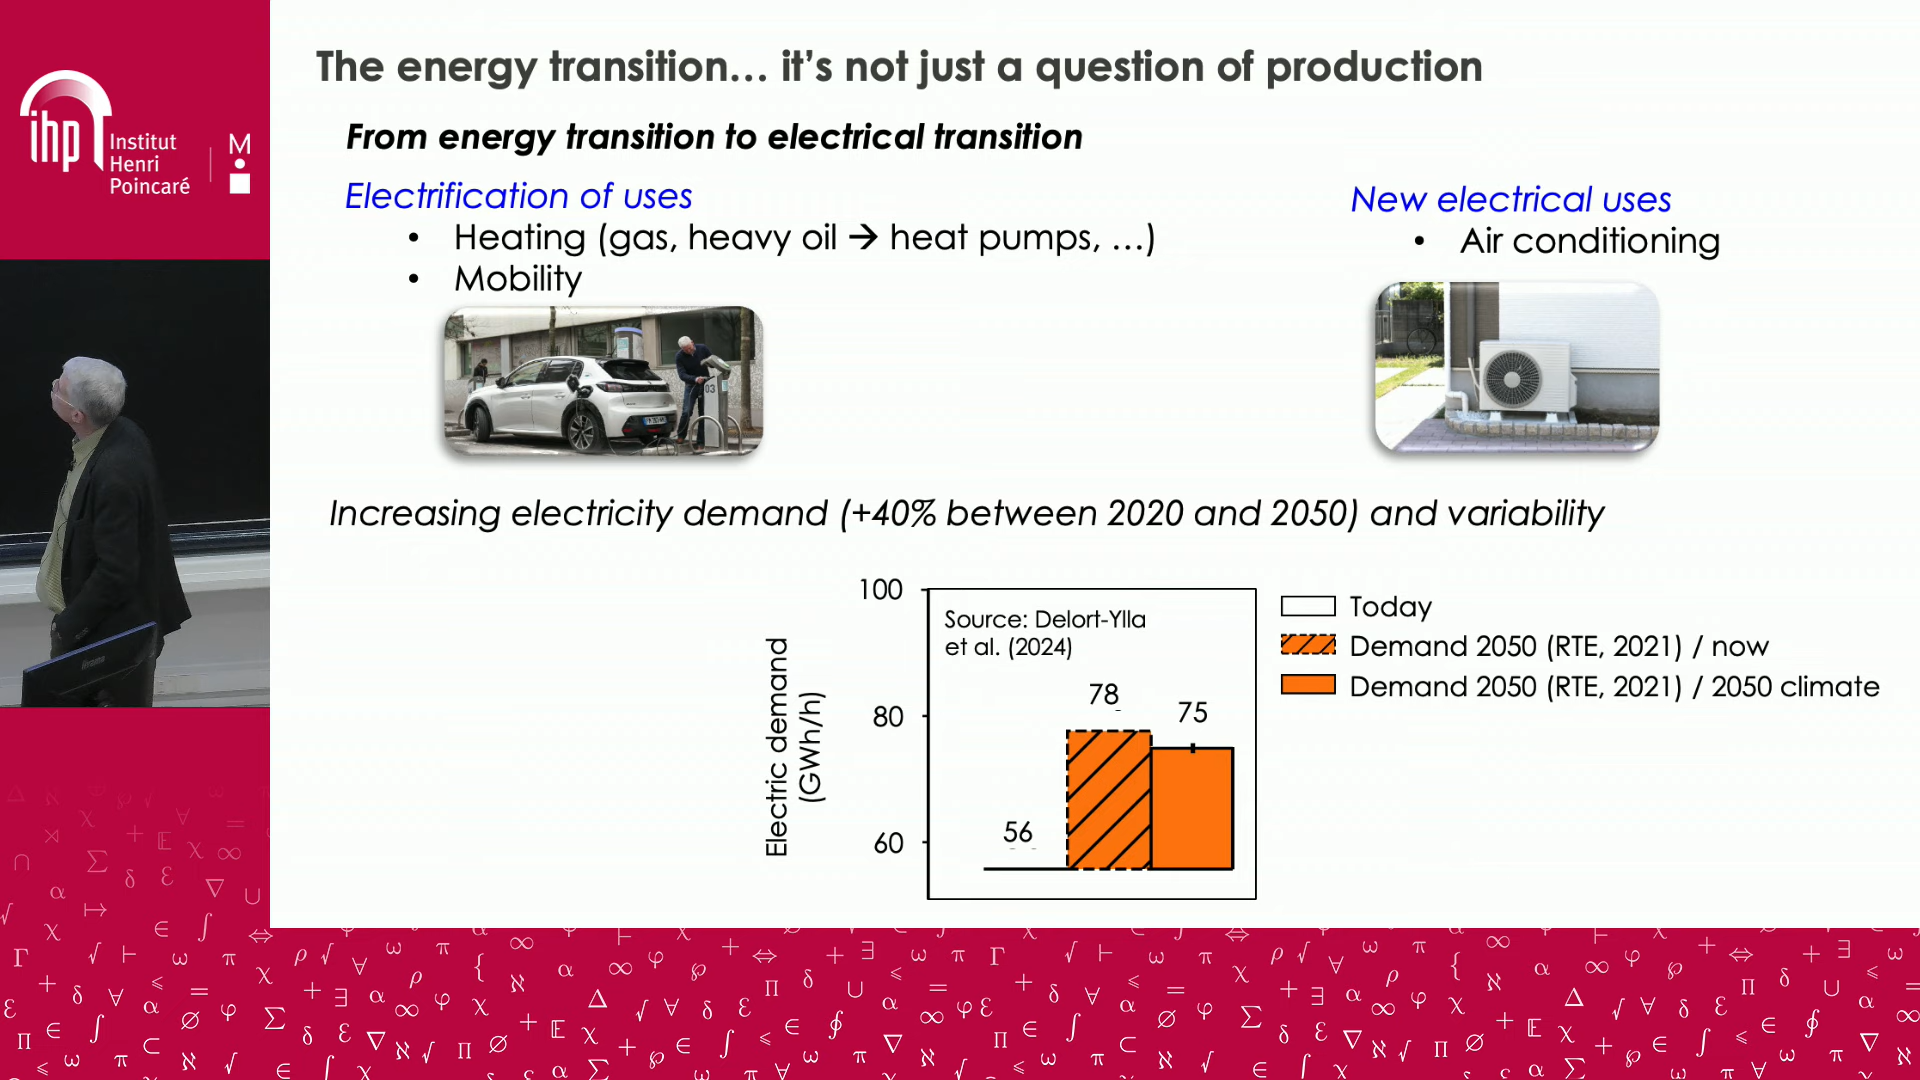 The energy transition… it's not just a question of production
From energy transition to electrical transition
Electrification of uses
• Heating (gas, heavy oil → heat pumps, …)
• Mobility
New electrical uses
• Air conditioning
03
Increasing electricity demand (+40% between 2020 and 2050) and variability
Electric demand
(GWh/h)
100
80
60
Source: Delort-Ylla
et al. (2024)
56
78
75
Today
Demand 2050 (RTE, 2021) / now
Demand 2050 (RTE, 2021) / 2050 climate
ihp
Institut
Henri
Poincaré
M
iiyama